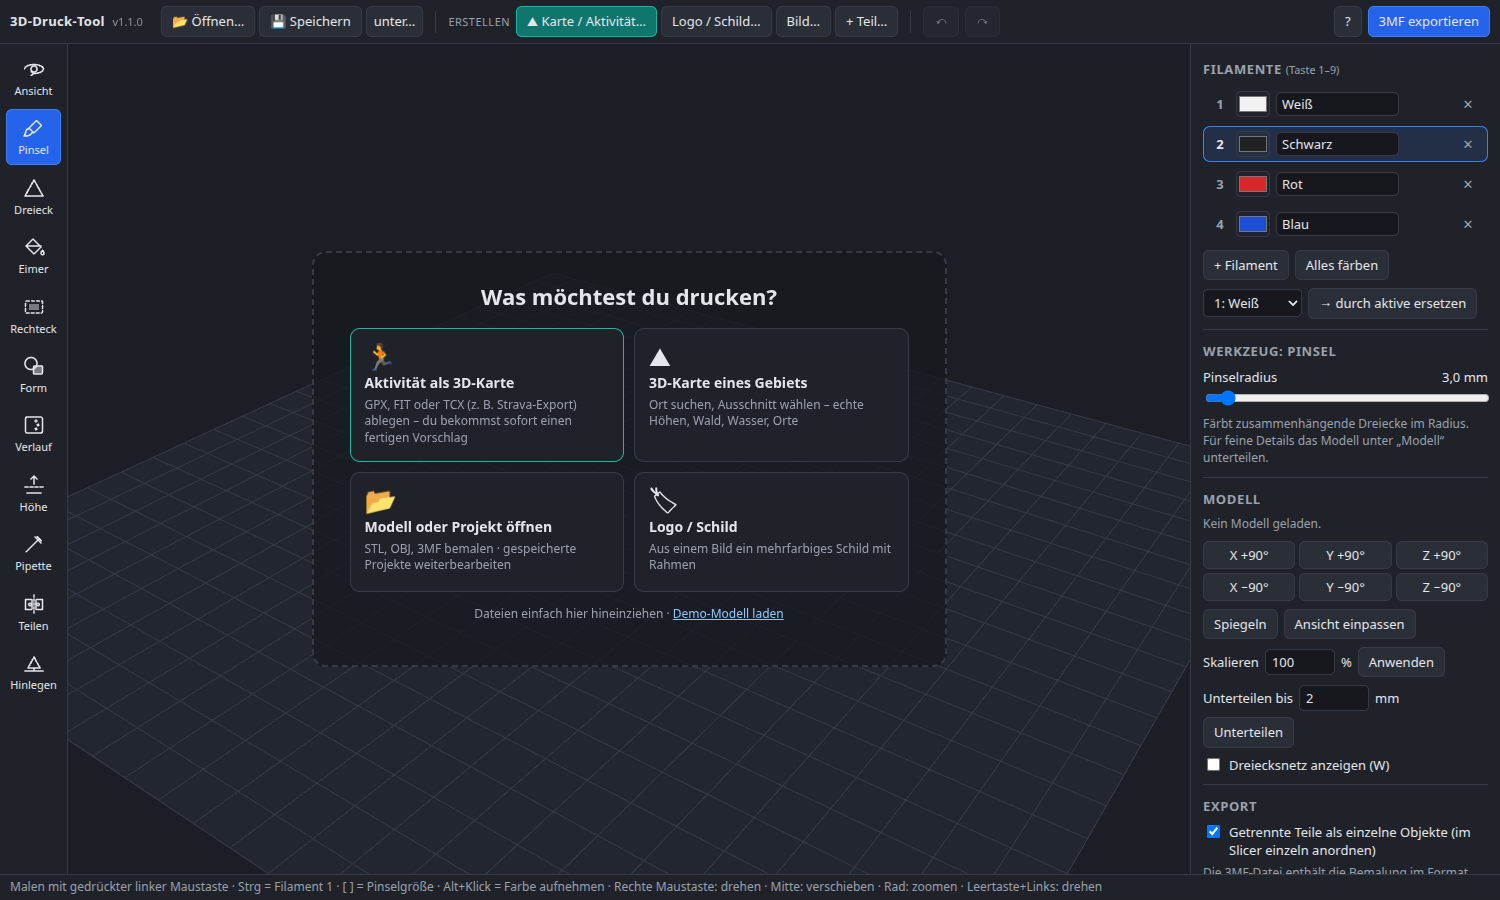 3D-Druck-Tool v1.1.0 Öffnen... Speichern unter... ERSTELLEN Karte / Aktivität... Logo / Schild... Bild... + Teil... ? 3MF exportieren
Ansicht
Pinsel
Dreieck
Eimer
Rechteck
Form
Verlauf
Höhe
Pipette
Teilen
Hinlegen
Was möchtest du drucken?
Aktivität als 3D-Karte
GPX, FIT oder TCX (z. B. Strava-Export)
ablegen – du bekommst sofort einen
fertigen Vorschlag
3D-Karte eines Gebiets
Ort suchen, Ausschnitt wählen – echte
Höhen, Wald, Wasser, Orte
Modell oder Projekt öffnen
STL, OBJ, 3MF bemalen · gespeicherte
Projekte weiterbearbeiten
Logo / Schild
Aus einem Bild ein mehrfarbiges Schild mit
Rahmen
Dateien einfach hier hineinziehen · Demo-Modell laden
FILAMENTE (Taste 1–9)
1 Weiß ×
2 Schwarz ×
3 Rot ×
4 Blau ×
+ Filament Alles färben
1: Weiß → durch aktive ersetzen
WERKZEUG: PINSEL
Pinselradius 3,0 mm
Färbt zusammenhängende Dreiecke im Radius.
Für feine Details das Modell unter „Modell“
unterteilen.
MODELL
Kein Modell geladen.
X +90° Y +90° Z +90°
X −90° Y −90° Z −90°
Spiegeln Ansicht einpassen
Skalieren 100 % Anwenden
Unterteilen bis 2 mm
Unterteilen
Dreiecksnetz anzeigen (W)
EXPORT
Getrennte Teile als einzelne Objekte (im
Slicer einzeln anordnen)
Die 3MF-Datei enthält die Bemalung im Format
Malen mit gedrückter linker Maustaste · Strg = Filament 1 · [ ] = Pinselgröße · Alt+Klick = Farbe aufnehmen · Rechte Maustaste: drehen · Mitte: verschieben · Rad: zoomen · Leertaste+Links: drehen